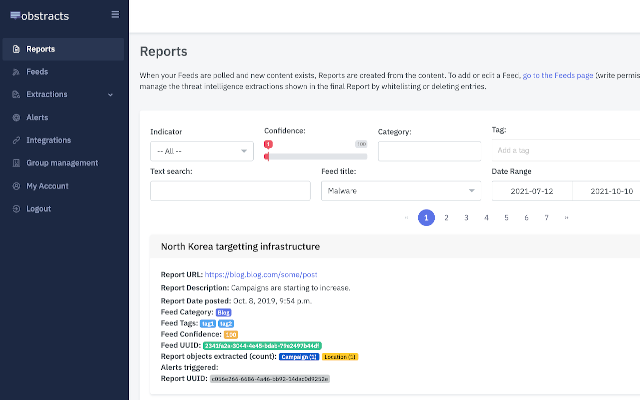 obstracts
Reports
Feeds
Extractions
Alerts
Integrations
Group management
My Account
Logout
Reports
When your Feeds are polled and new content exists, Reports are created from the content. To add or edit a Feed, go to the Feeds page (write permis
manage the threat intelligence extractions shown in the final Report by whitelisting or deleting entries.
Indicator
Confidence:
Category:
Tag:
-- All --
1
100
Add a tag
Text search:
Feed title:
Date Range
Malware
2021-07-12
2021-10-10
« 1 2 3 4 5 6 7 »
North Korea targetting infrastructure
Report URL: https://blog.blog.com/some/post
Report Description: Campaigns are starting to increase.
Report Date posted: Oct. 8, 2019, 9:54 p.m.
Feed Category: Blog
Feed Tags: tag1 tag2
Feed Confidence: 100
Feed UUID:
Report objects extracted (count): Campaign (1) Location (1)
Alerts triggered:
Report UUID: